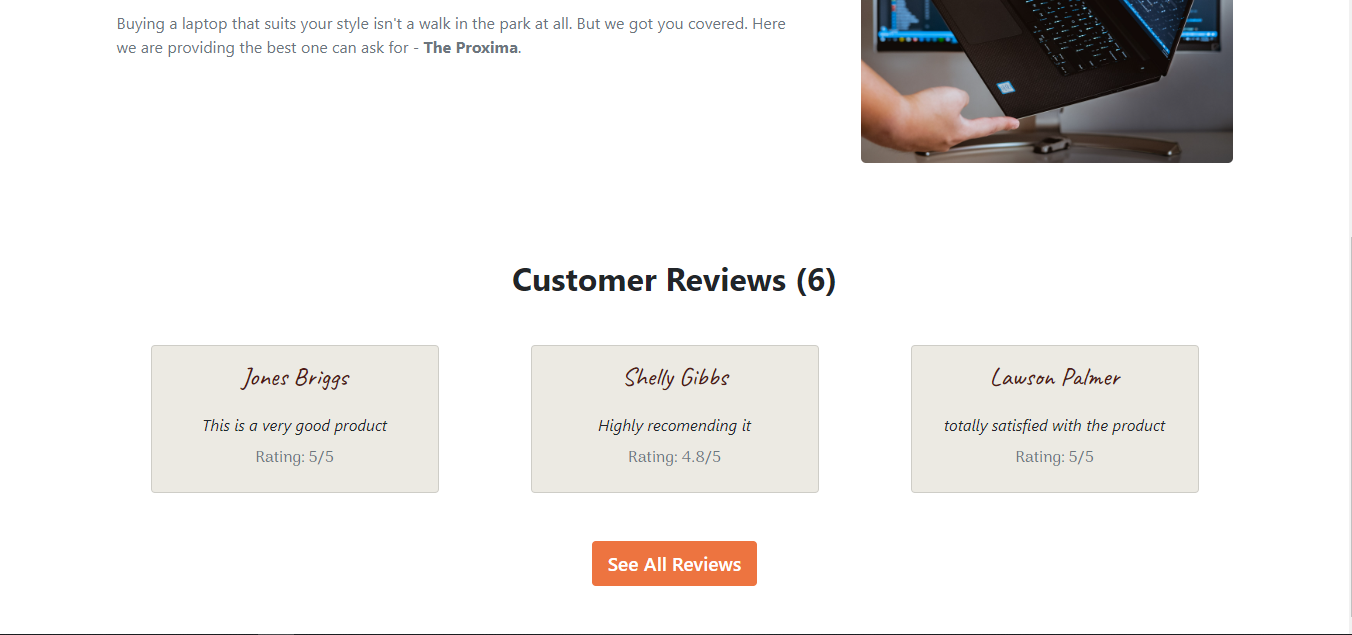 Buying a laptop that suits your style isn't a walk in the park at all. But we got you covered. Here
we are providing the best one can ask for - The Proxima.
Customer Reviews (6)
Jones Briggs
This is a very good product
Rating: 5/5
Shelly Gibbs
Highly recomending it
Rating: 4.8/5
Lawson Palmer
totally satisfied with the product
Rating: 5/5
See All Reviews